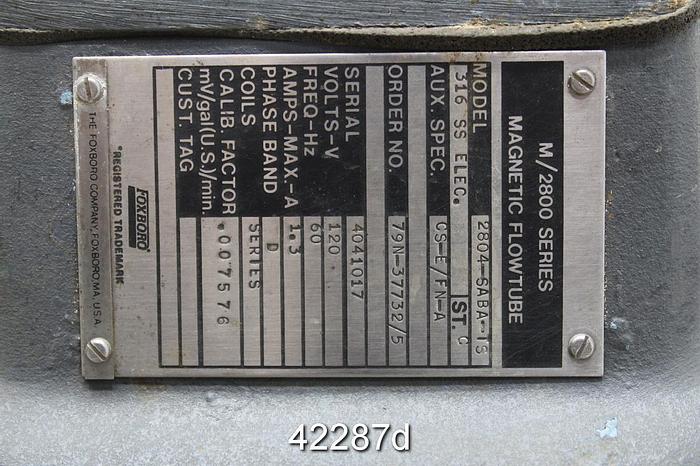 M/2800 SERIES
MAGNETIC FLOWTUBE
MODEL 2804-SABA-TS
316 SS ELEC. ST. C
AUX. SPEC. CS-E/FN-A
ORDER NO. 79N-37732/5
SERIAL 4041017
VOLTS-V 120
FREQ-Hz 60
AMPS-MAX-A 1.3
PHASE BAND D
COILS SERIES
CALIB. FACTOR
mV/gal(U.S)/min. .007576
CUST. TAG
FOXBORO®
*REGISTERED TRADEMARK
THE FOXBORO COMPANY, FOXBORO, MA, U.S.A.
42287d